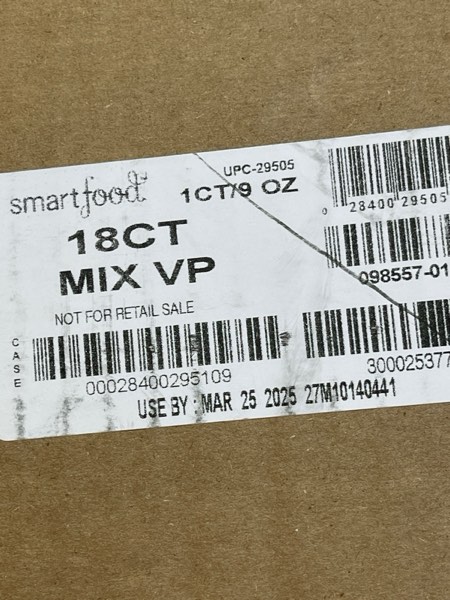 smartfood
UPC-29505
1CT/9 OZ
0 28400 29505
18CT
MIX VP
098557-01
NOT FOR RETAIL SALE
CASE
00028400295109
300025377
USE BY : MAR 25 2025 27M10140441